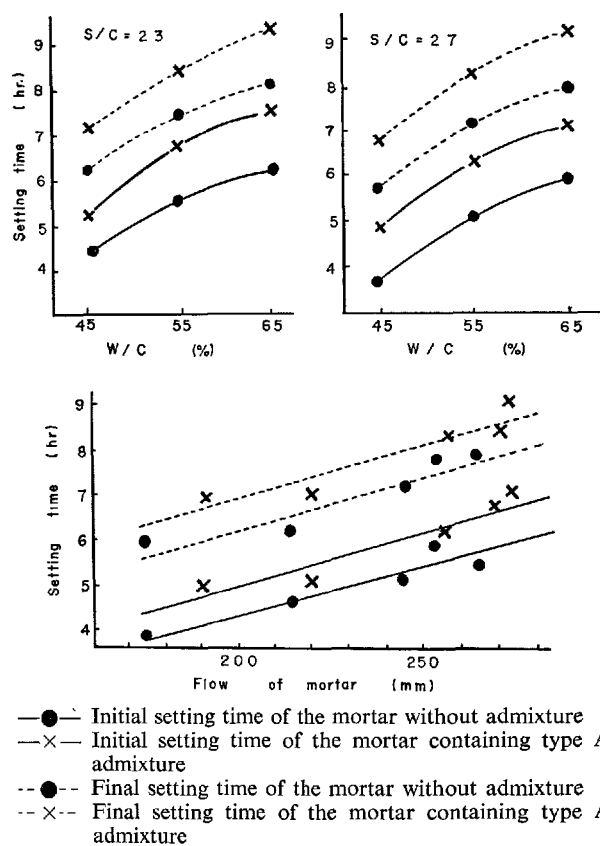 S/C = 2.3
9
8
7
6
5
4
Setting time (hr.)
45 55 65
W/C (%)
S/C = 2.7
9
8
7
6
5
4
45 55 65
W/C (%)
9
8
7
6
5
4
Setting time (hr)
200 250
Flow of mortar (mm)
Initial setting time of the mortar without admixture
Initial setting time of the mortar containing type
admixture
Final setting time of the mortar without admixture
Final setting time of the mortar containing type
admixture